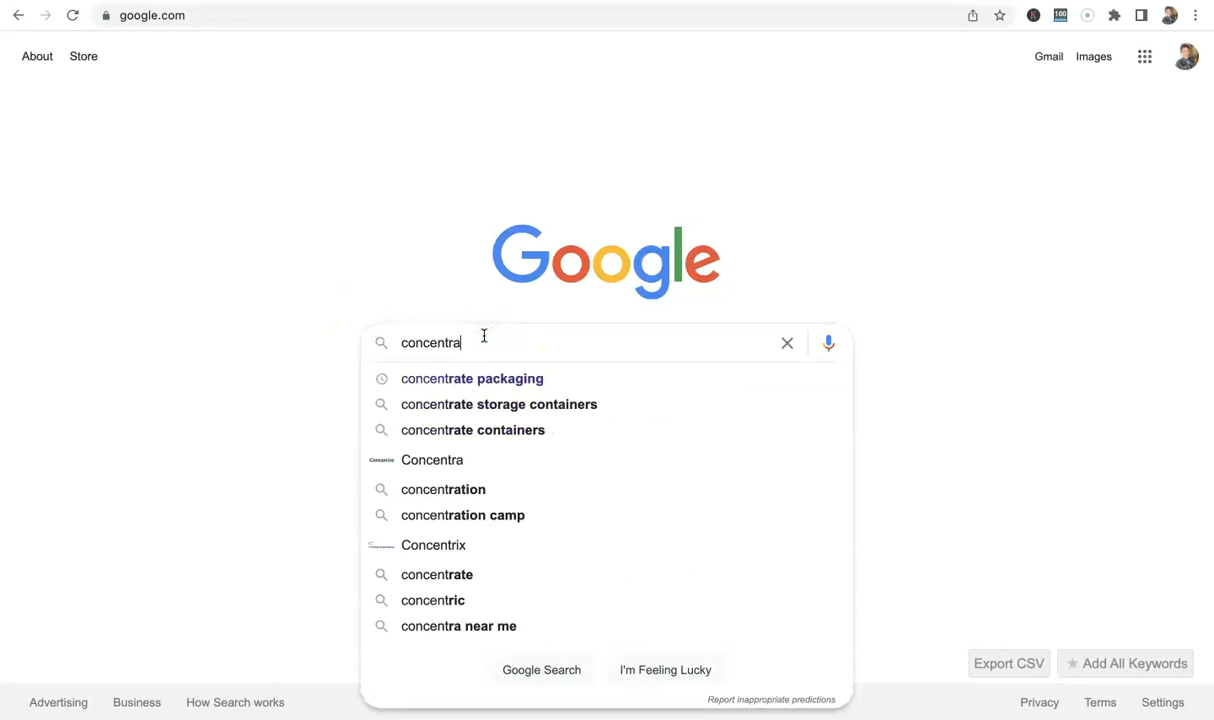 google.com
100
About
Store
Gmail
Images
Google
concentra
concentrate packaging
concentrate storage containers
concentrate containers
Concentra
Concentra
concentration
concentration camp
Concentrix
concentrate
concentric
concentra near me
Google Search
I'm Feeling Lucky
Export CSV
Add All Keywords
Report inappropriate predictions
Advertising
Business
How Search works
Privacy
Terms
Settings